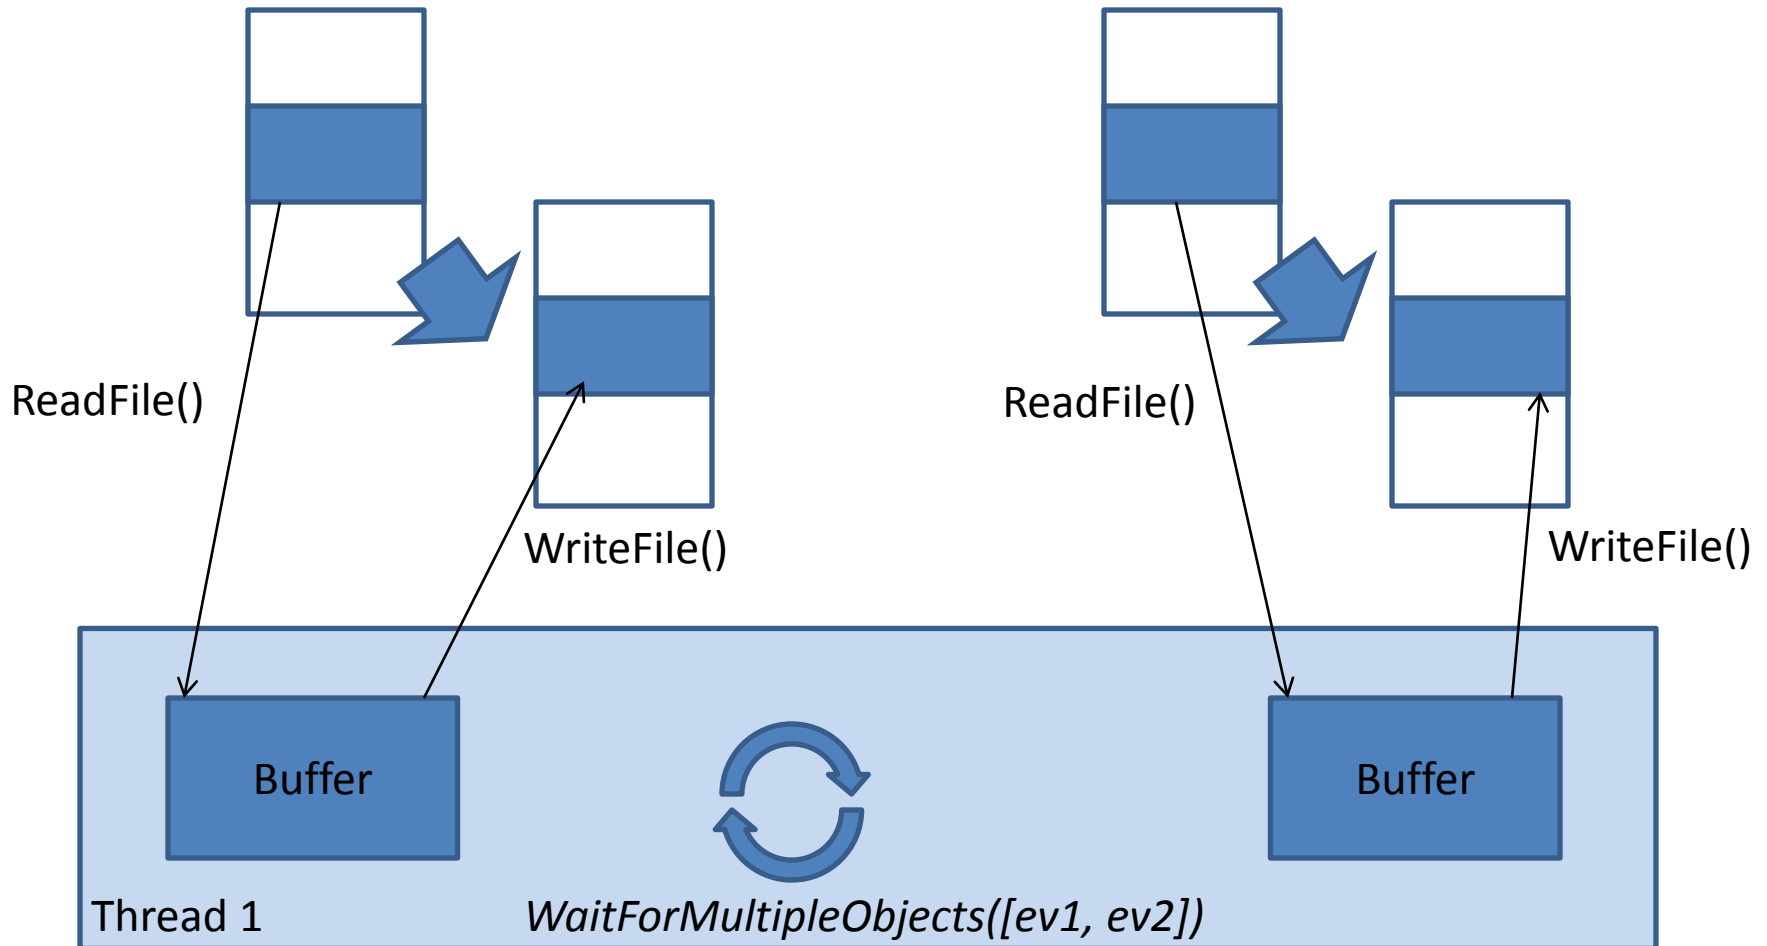 ReadFile()
ReadFile()
WriteFile()
WriteFile()
Buffer
Buffer
Thread 1
WaitForMultipleObjects([ev1, ev2])